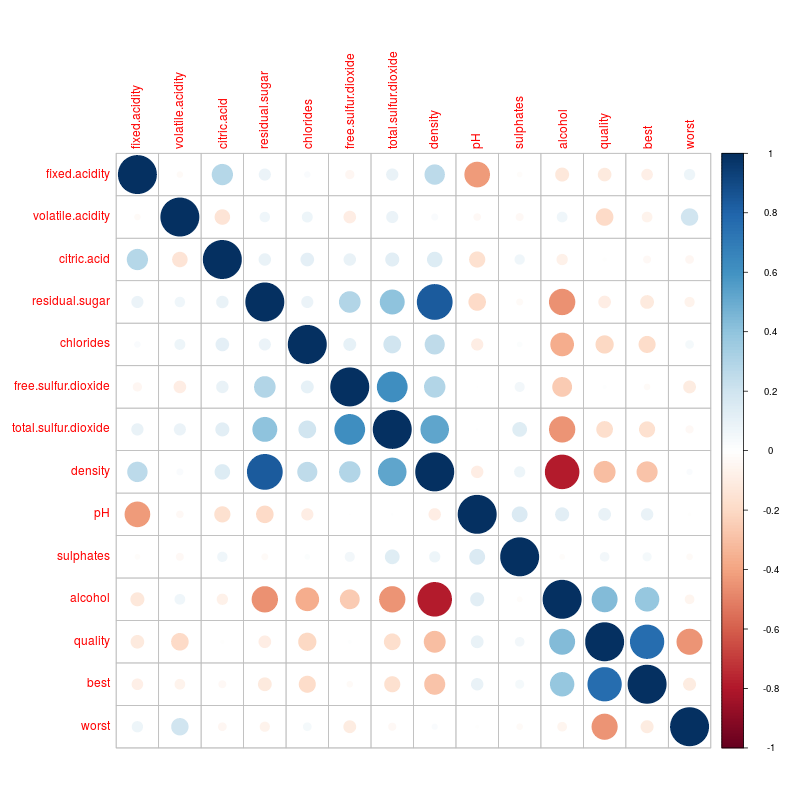 fixed.acidity
volatile.acidity
citric.acid
residual.sugar
chlorides
free.sulfur.dioxide
total.sulfur.dioxide
density
pH
sulphates
alcohol
quality
best
worst
fixed.acidity
volatile.acidity
citric.acid
residual.sugar
chlorides
free.sulfur.dioxide
total.sulfur.dioxide
density
pH
sulphates
alcohol
quality
best
worst
1
0.8
0.6
0.4
0.2
0
-0.2
-0.4
-0.6
-0.8
-1